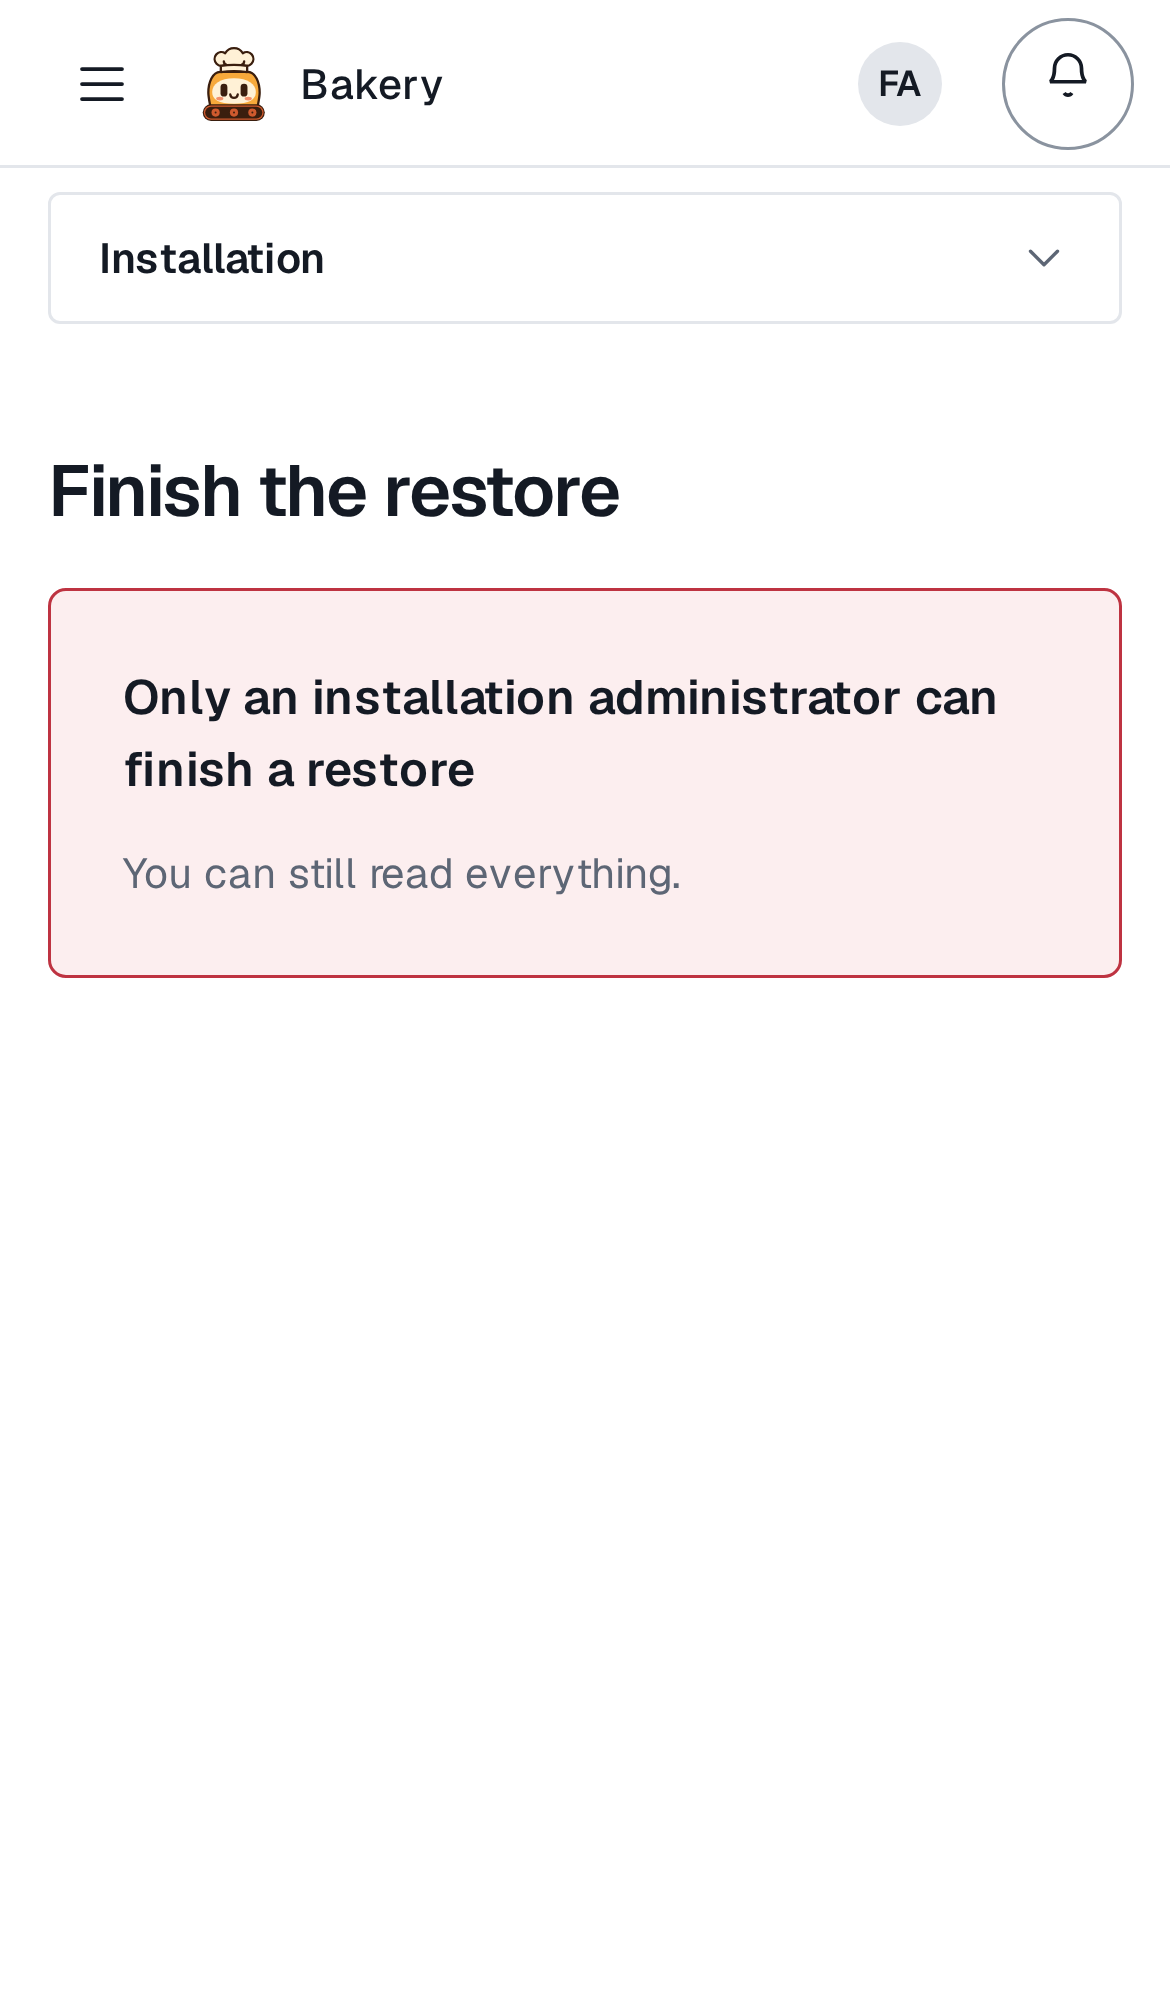 Bakery
FA
Installation
Finish the restore
Only an installation administrator can
finish a restore
You can still read everything.